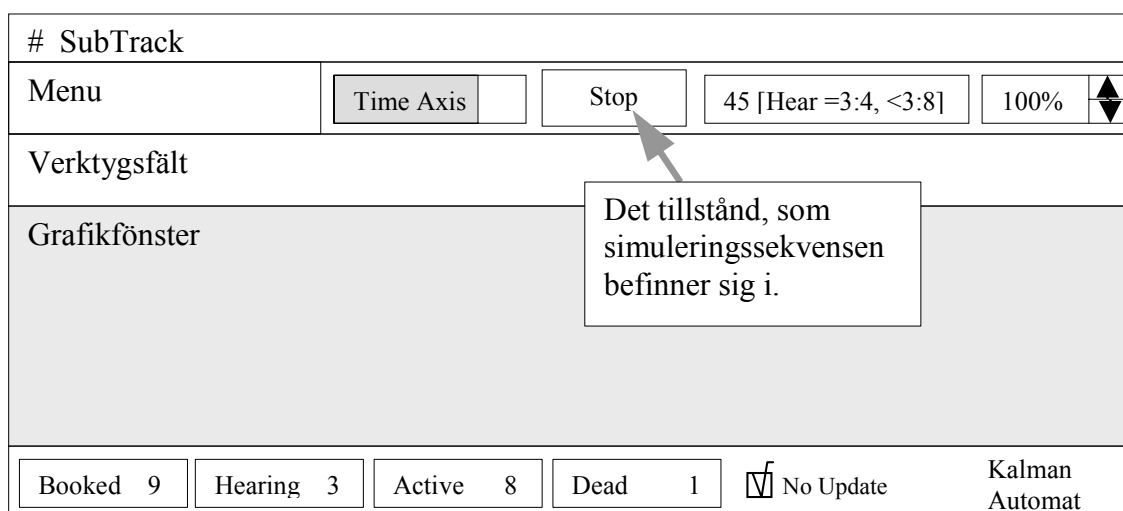 # SubTrack
Menu
Time Axis
Stop
45 [Hear =3:4, <3:8]
100%
Verktygsfält
Grafikfönster
Det tillstånd, som
simuleringssekvensen
befinner sig i.
Booked 9
Hearing 3
Active 8
Dead 1
No Update
Kalman
Automat